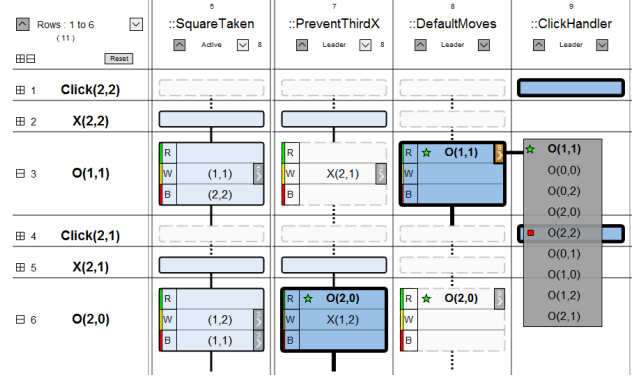 6 7 8 9
Rows : 1 to 6 ::SquareTaken ::PreventThirdX ::DefaultMoves ::ClickHandler
( 11 ) Active 8 Leader 8 Leader Leader
Reset
1 Click(2,2)
2 X(2,2)
R R R O(1,1) O(1,1)
3 O(1,1) W (1,1) W X(2,1) W O(0,0)
B (2,2) B B O(0,2)
O(2,0)
4 Click(2,1) O(2,2)
O(0,1)
5 X(2,1) O(1,0)
R R O(2,0) R O(2,0) O(1,2)
6 O(2,0) W (1,2) W X(1,2) W O(2,1)
B (1,1) B B